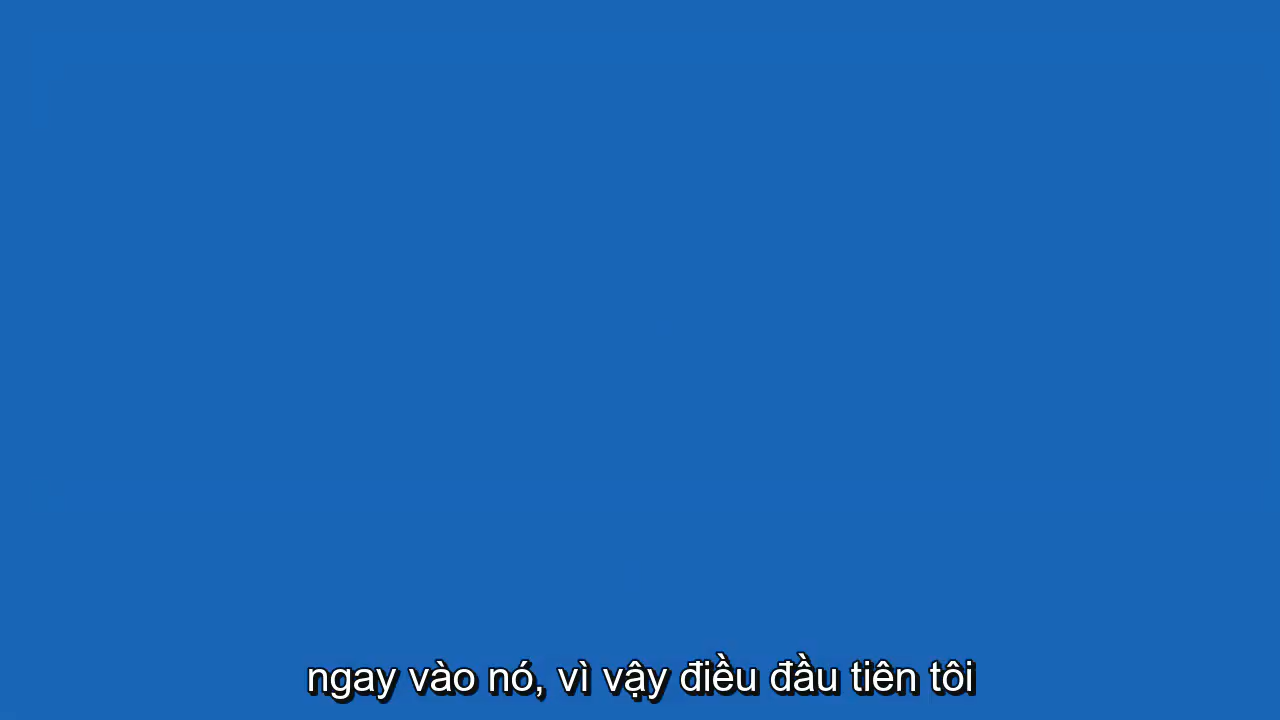 ngay vào nó, vì vậy điều đầu tiên tôi